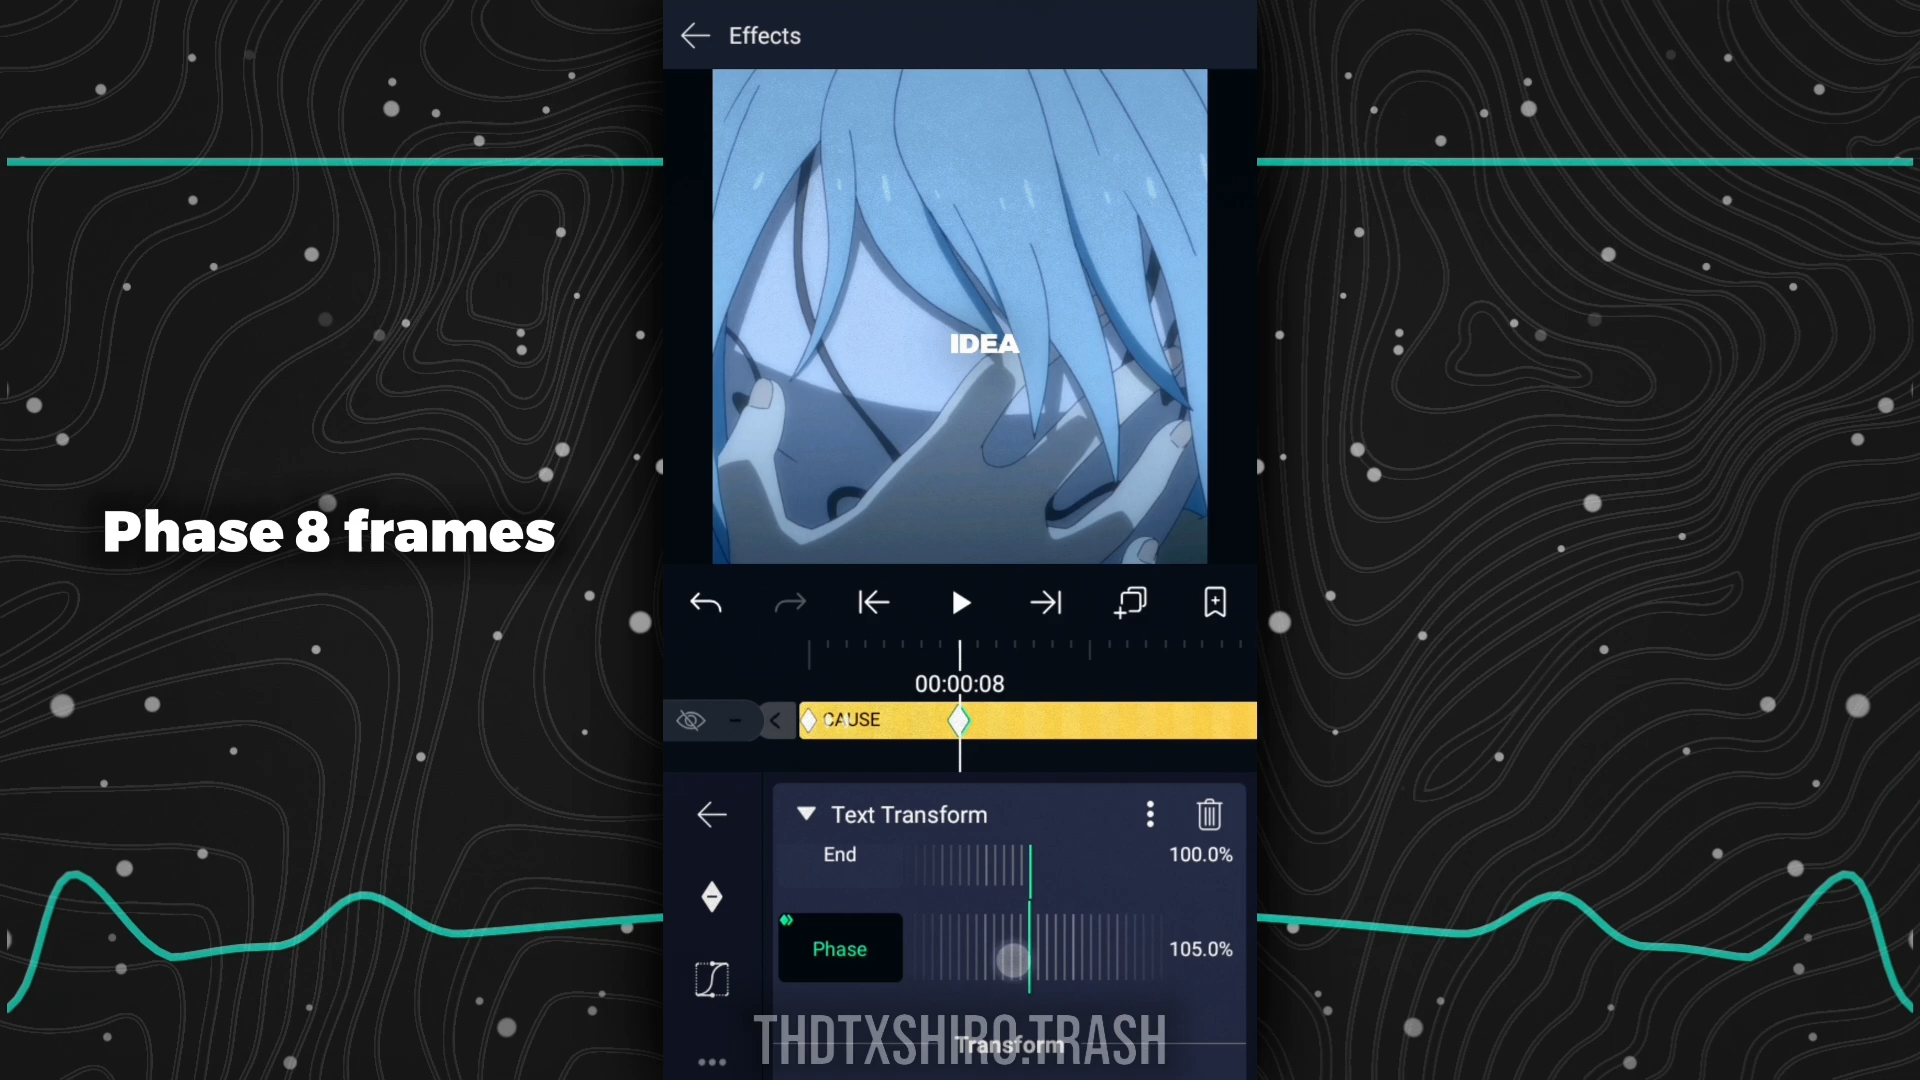 Effects
IDEA
Phase 8 frames
00:00:08
CAUSE
Text Transform
End
100.0%
Phase
105.0%
Transform
THDTXSHIRO.TRASH